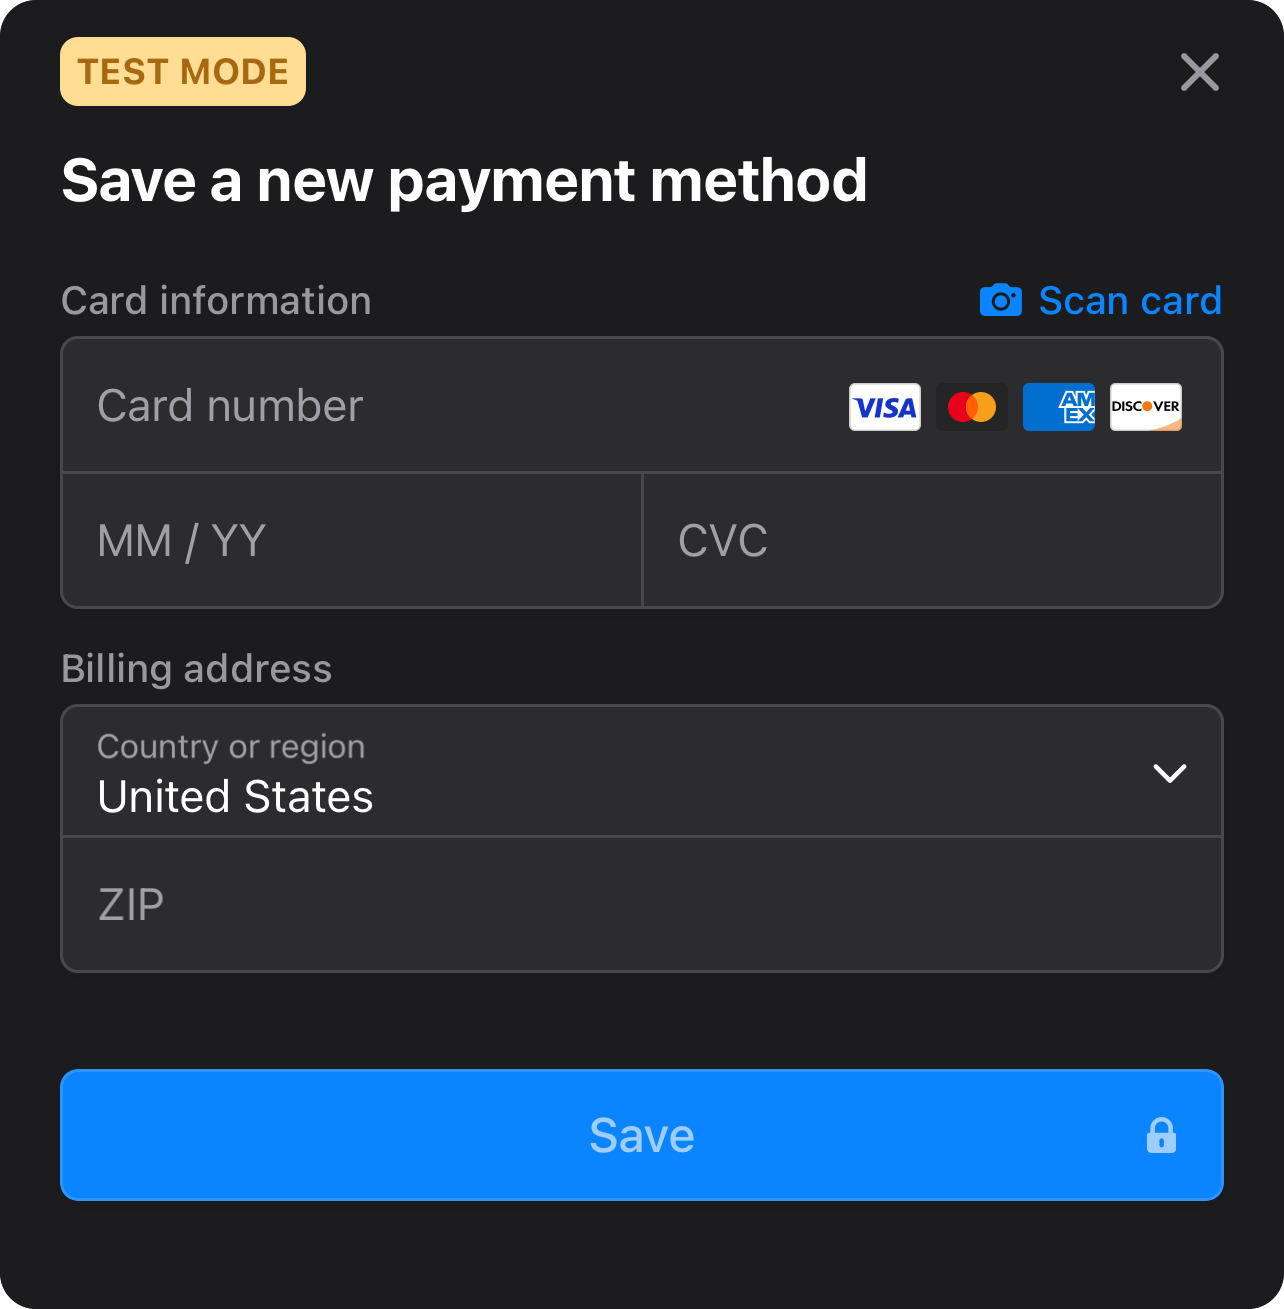 TEST MODE
Save a new payment method
Card information
Scan card
Card number
VISA
AM
EX
DISCOVER
MM / YY
CVC
Billing address
Country or region
United States
ZIP
Save